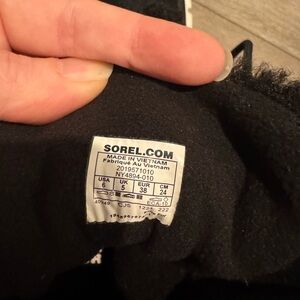 SOREL.COM
MADE IN VIETNAM
Fabriqué Au Vietnam
2019571010
NY4894-010
USA UK EUR CM
6 5 38 24